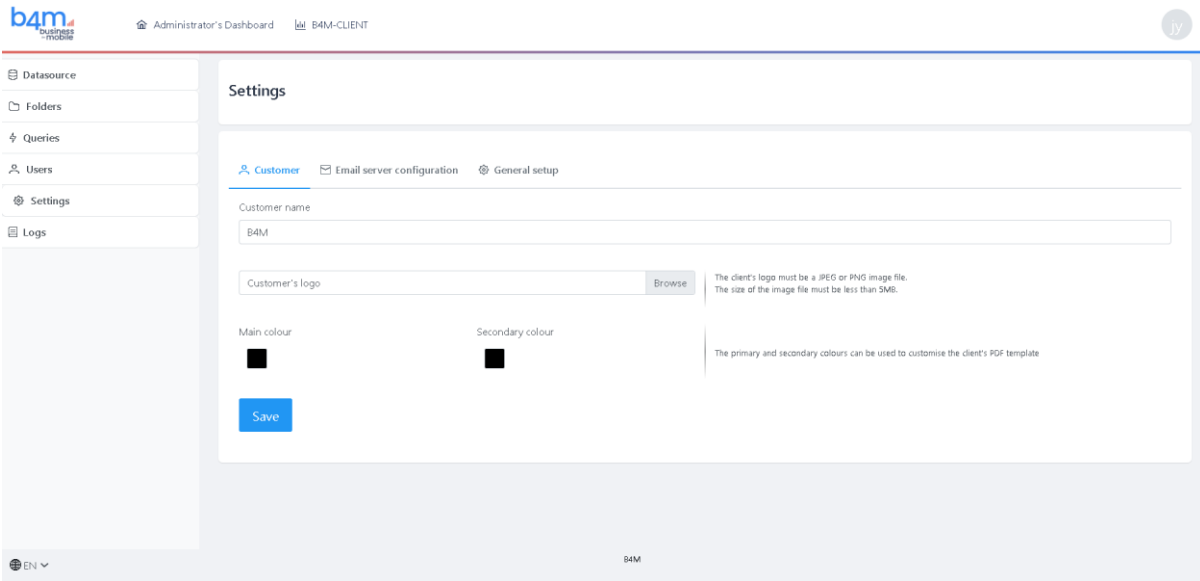 b4m
business
-mobile
Administrator's Dashboard
B4M-CLIENT
jy
Datasource
Folders
Queries
Users
Settings
Logs
Settings
Customer
Email server configuration
General setup
Customer name
B4M
Customer's logo
Browse
The client's logo must be a JPEG or PNG image file.
The size of the image file must be less than 5MB.
Main colour
Secondary colour
The primary and secondary colours can be used to customise the client's PDF template
Save
EN
B4M